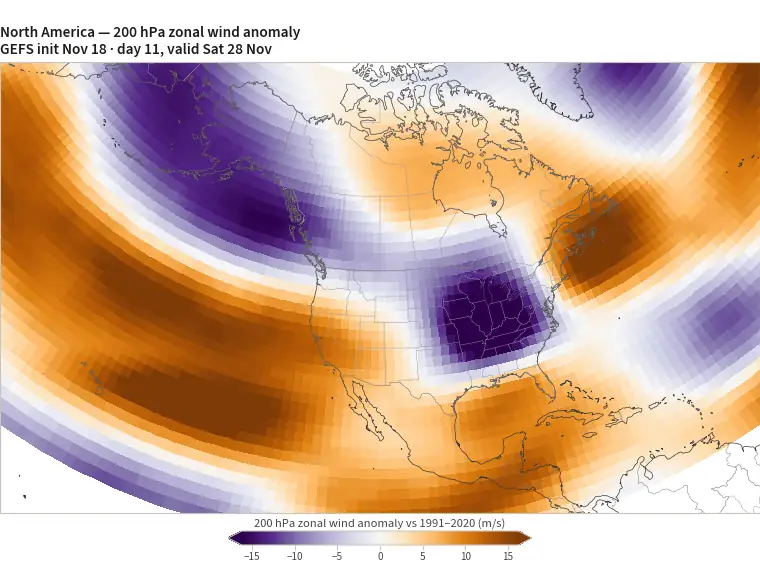 North America — 200 hPa zonal wind anomaly
GEFS init Nov 18 · day 11, valid Sat 28 Nov
200 hPa zonal wind anomaly vs 1991–2020 (m/s)
−15 −10 −5 0 5 10 15